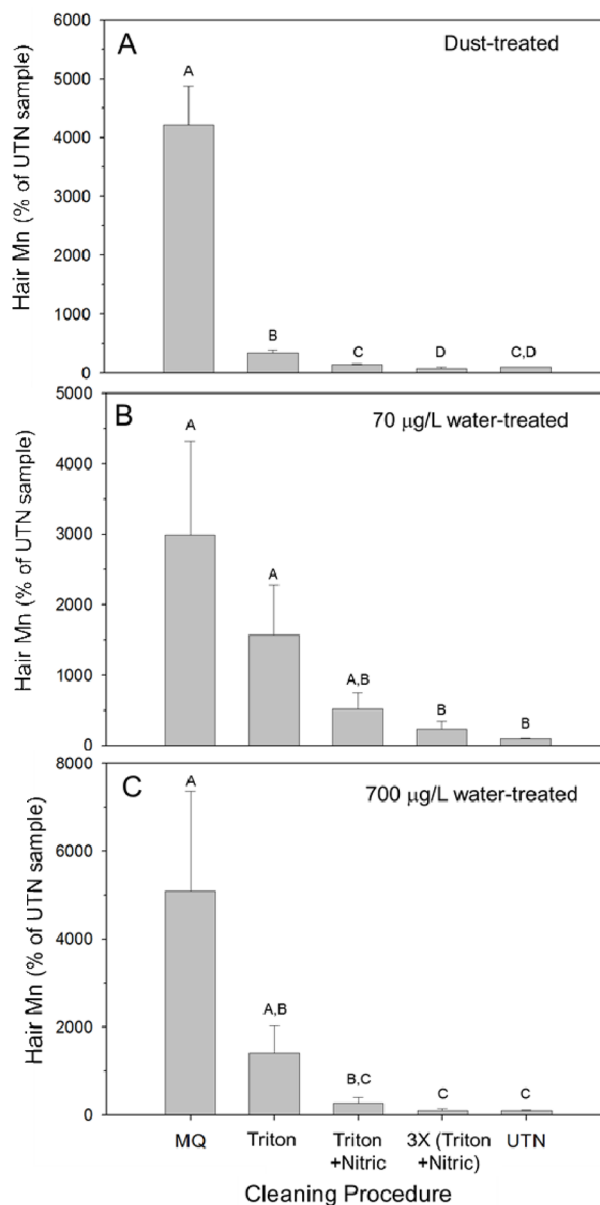 A
Dust-treated
Hair Mn (% of UTN sample)
6000
5000
4000
3000
2000
1000
0
A
B
C
D
C,D
B
70 μg/L water-treated
Hair Mn (% of UTN sample)
5000
4000
3000
2000
1000
0
A
A
A,B
B
B
C
700 μg/L water-treated
Hair Mn (% of UTN sample)
8000
6000
4000
2000
0
A
A,B
B,C
C
C
MQ
Triton
Triton
+Nitric
3X (Triton
+Nitric)
UTN
Cleaning Procedure